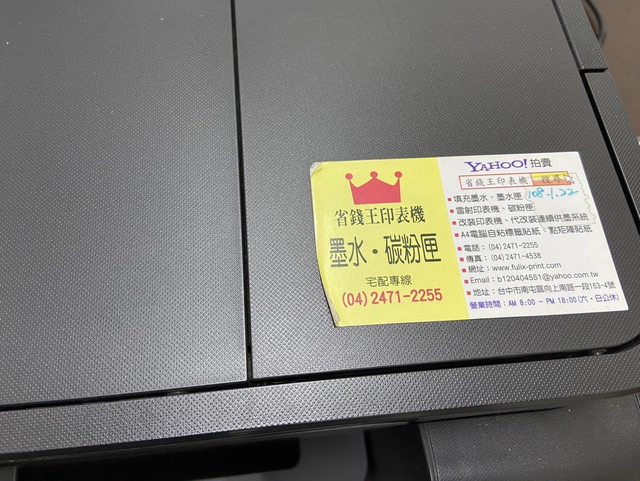 省錢王印表機
墨水・碳粉匣
宅配專線
(04)2471-2255
YAHOO! 拍賣
省錢王印表機 搜尋
108.1.22
填充墨水、墨水匣
雷射印表機、碳粉匣
改裝印表機、代改裝連續供墨系統
A4電腦自粘標籤貼紙、點矩陣貼紙
電話：(04)2471-2255
傳真：(04)2471-4538
網址：www.fulix-print.com
Email：b120404551@yahoo.com.tw
地址：台中市南屯區向上南路一段163-4號
營業時間：AM 8:00 ~ PM 18:00(六・日公休)